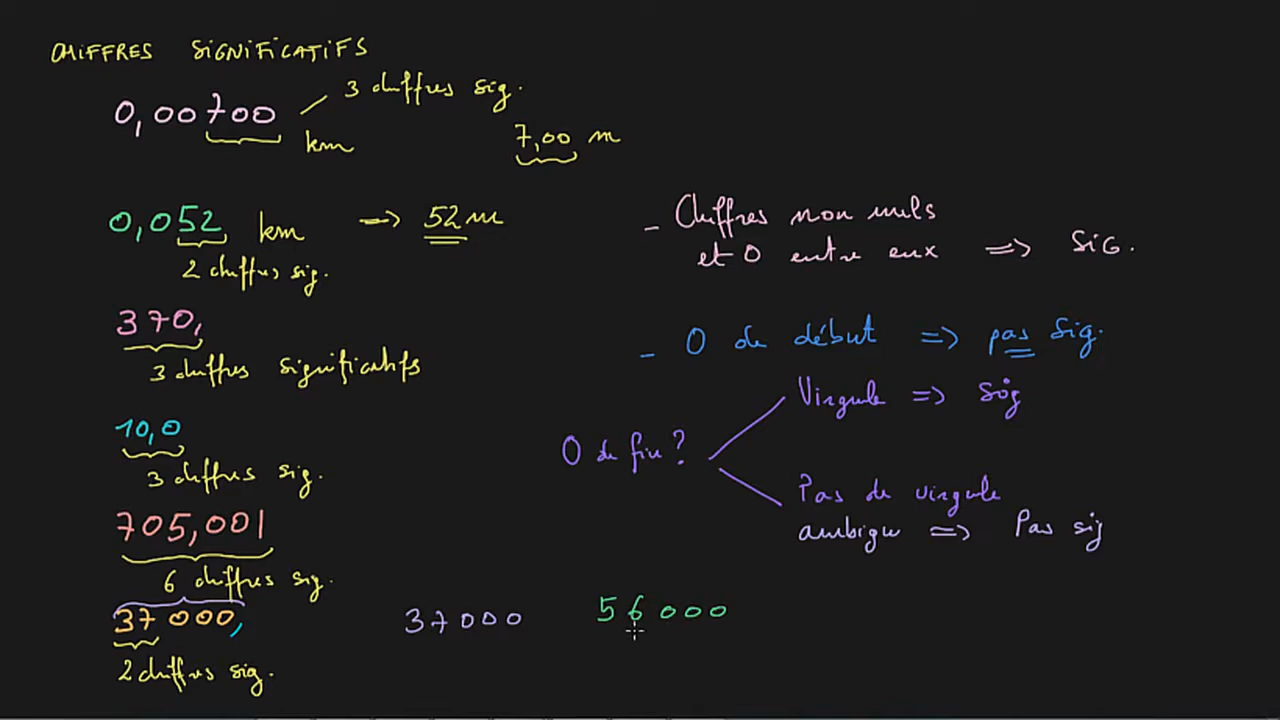 CHIFFRES SIGNIFICATIFS
0,00700 km
3 chiffres sig.
7,00 m
0,052 km => 52 m
2 chiffres sig.
370,
3 chiffres significatifs
10,0
3 chiffres sig.
705,001
6 chiffres sig.
37000,
2 chiffres sig.
37000
56000
- Chiffres non nuls
et 0 entre eux => SIG.
- 0 de début => pas sig.
0 de fin ?
Virgule => sig
Pas de virgule
ambigu => Pas sig